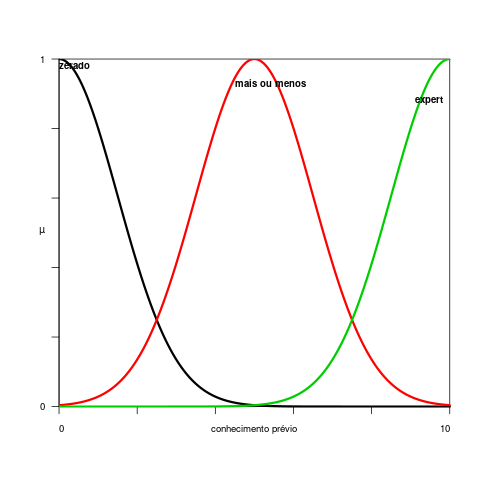 1
zerado
mais ou menos
expert
μ
0
0
conhecimento prévio
10